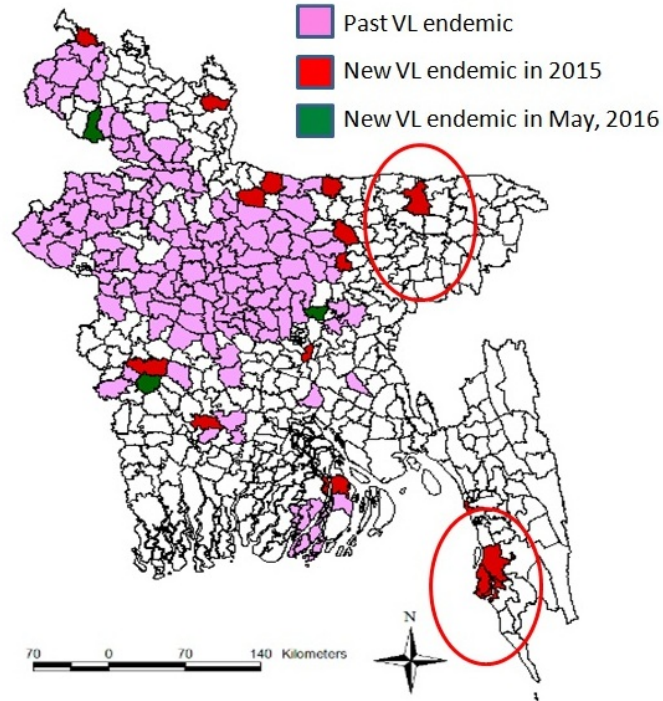 Past VL endemic
New VL endemic in 2015
New VL endemic in May, 2016
N
70 0 70 140 Kilometers